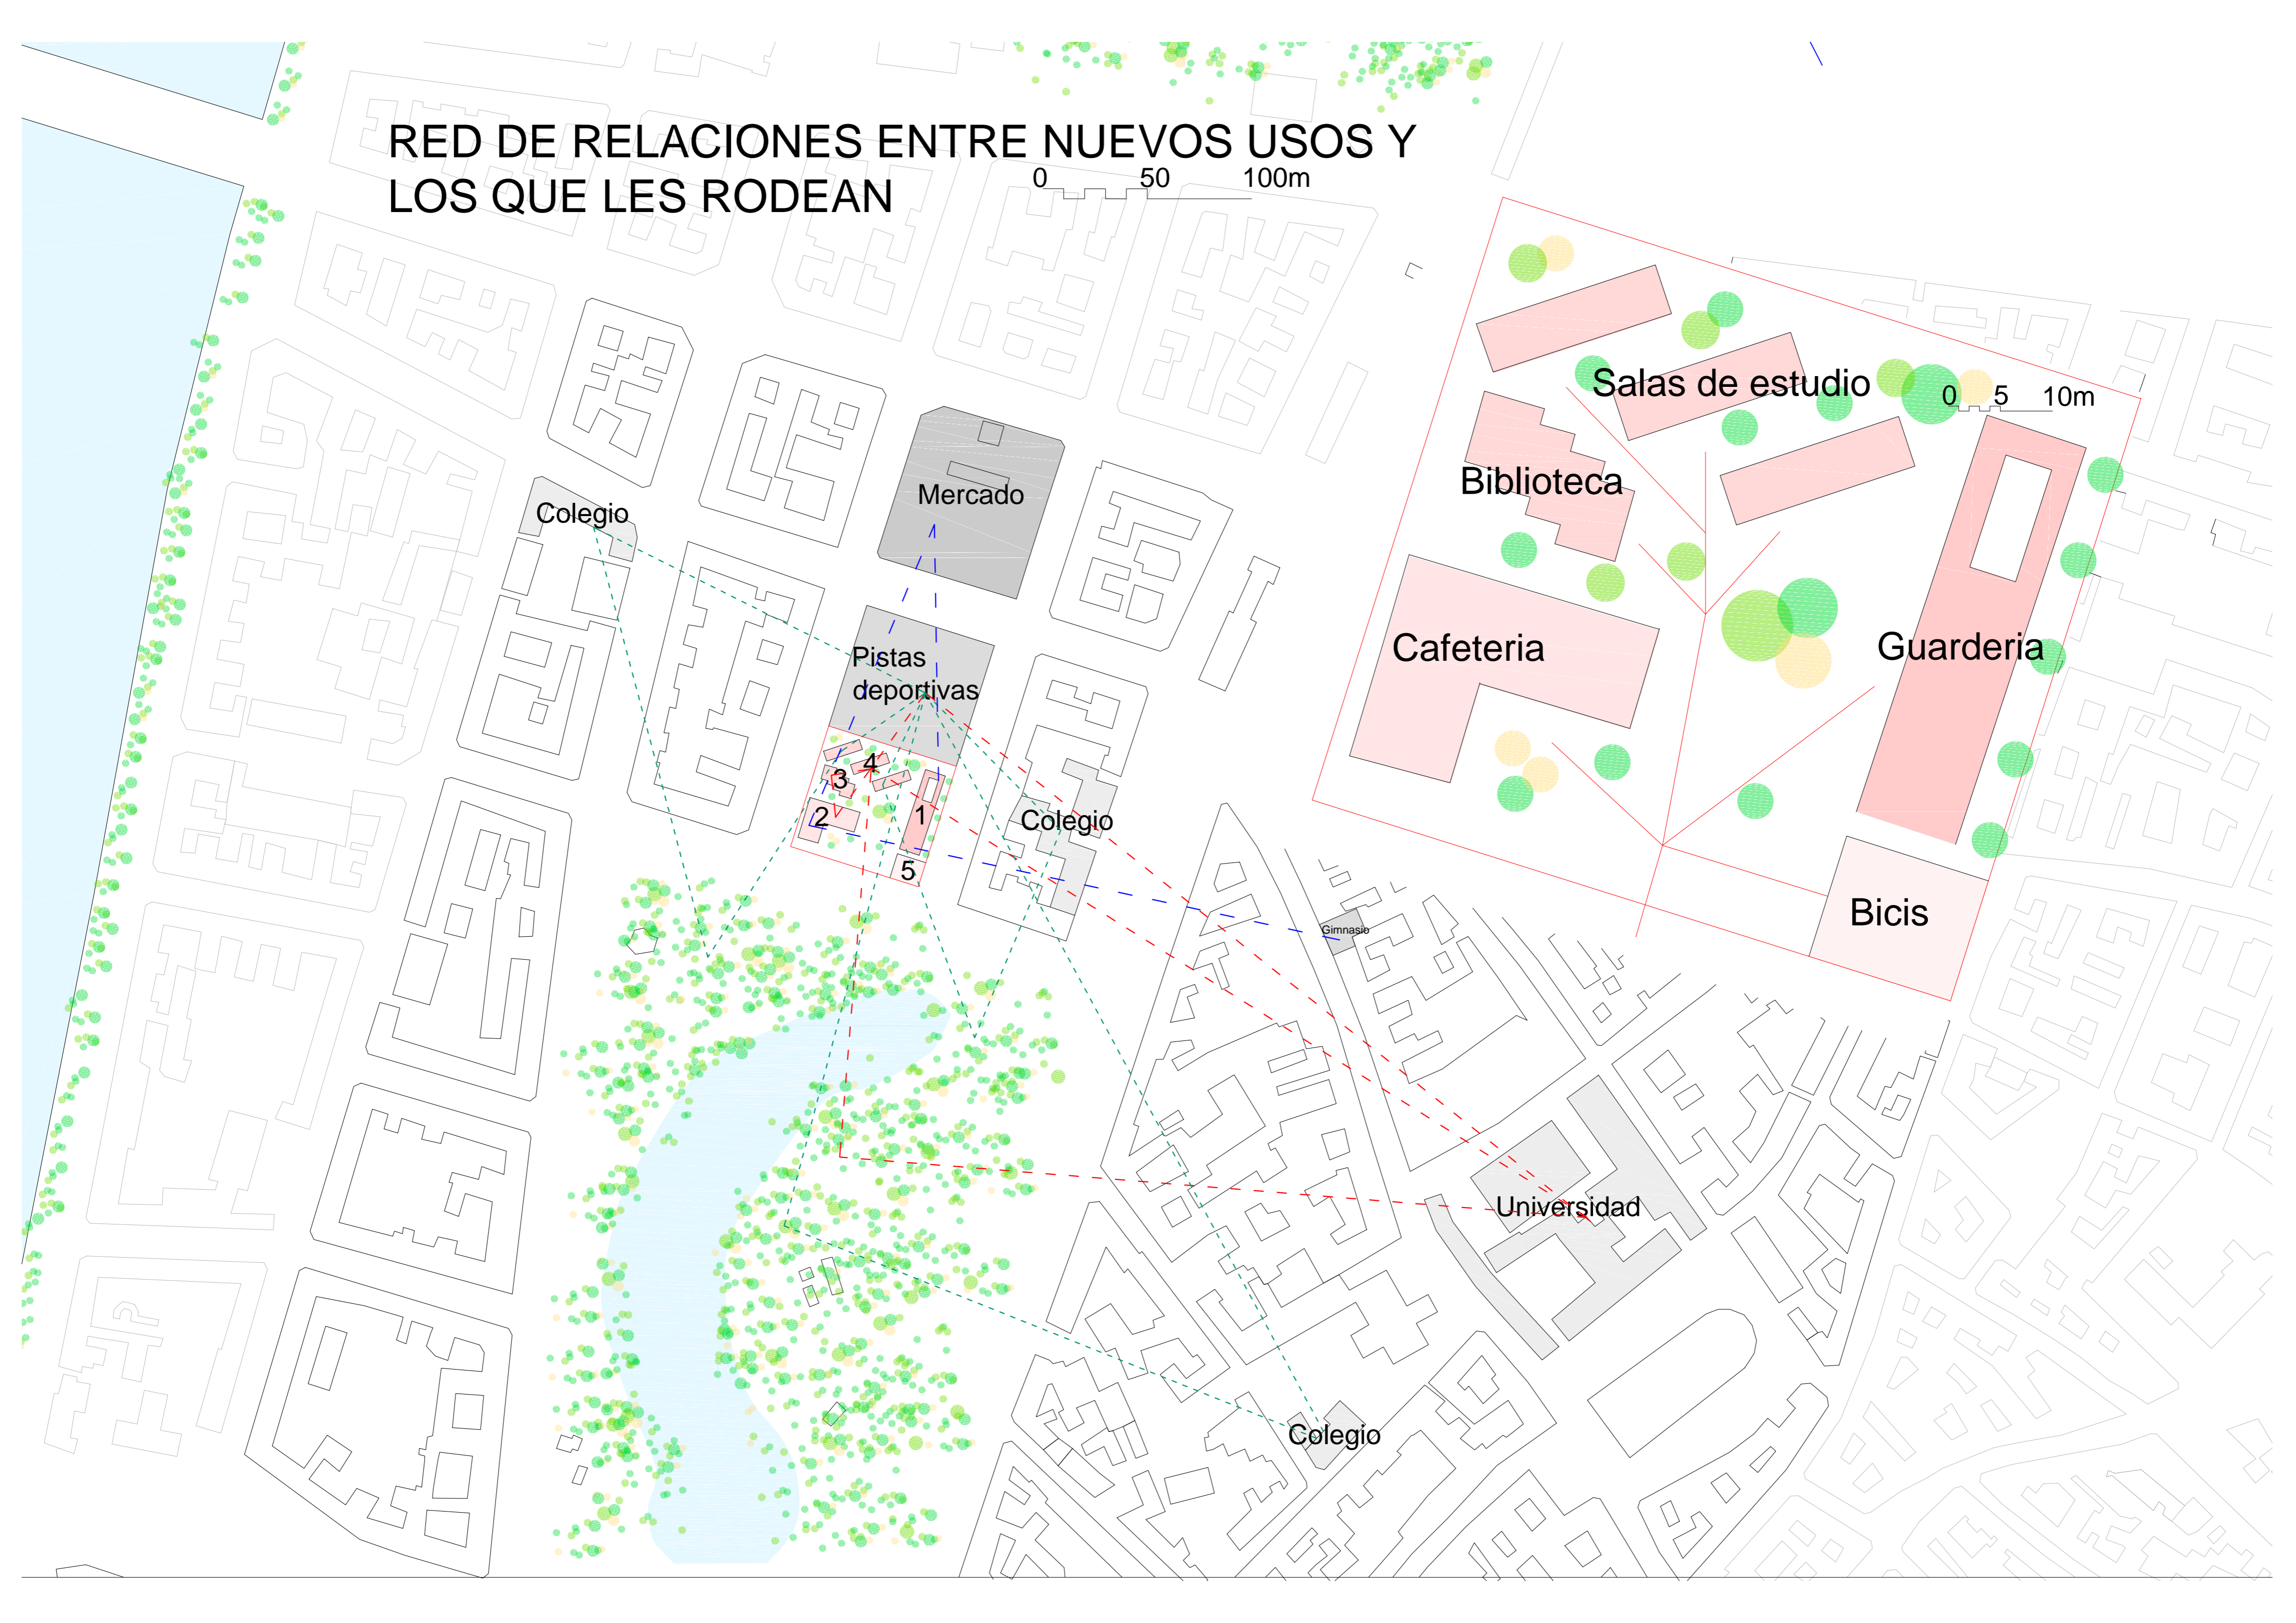 RED DE RELACIONES ENTRE NUEVOS USOS Y
LOS QUE LES RODEAN
0 50 100m
Salas de estudio
0 5 10m
Biblioteca
Mercado
Colegio
Cafeteria
Guarderia
Pistas
deportivas
4
3
2
1
Colegio
5
Bicis
Gimnasio
Universidad
Colegio